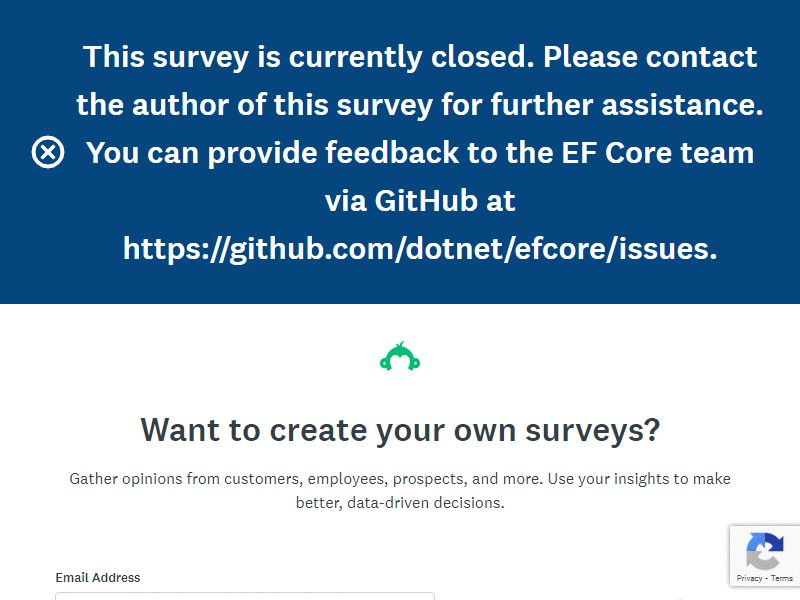 This survey is currently closed. Please contact
the author of this survey for further assistance.
You can provide feedback to the EF Core team
via GitHub at
https://github.com/dotnet/efcore/issues.
Want to create your own surveys?
Gather opinions from customers, employees, prospects, and more. Use your insights to make
better, data-driven decisions.
Privacy - Terms
Email Address